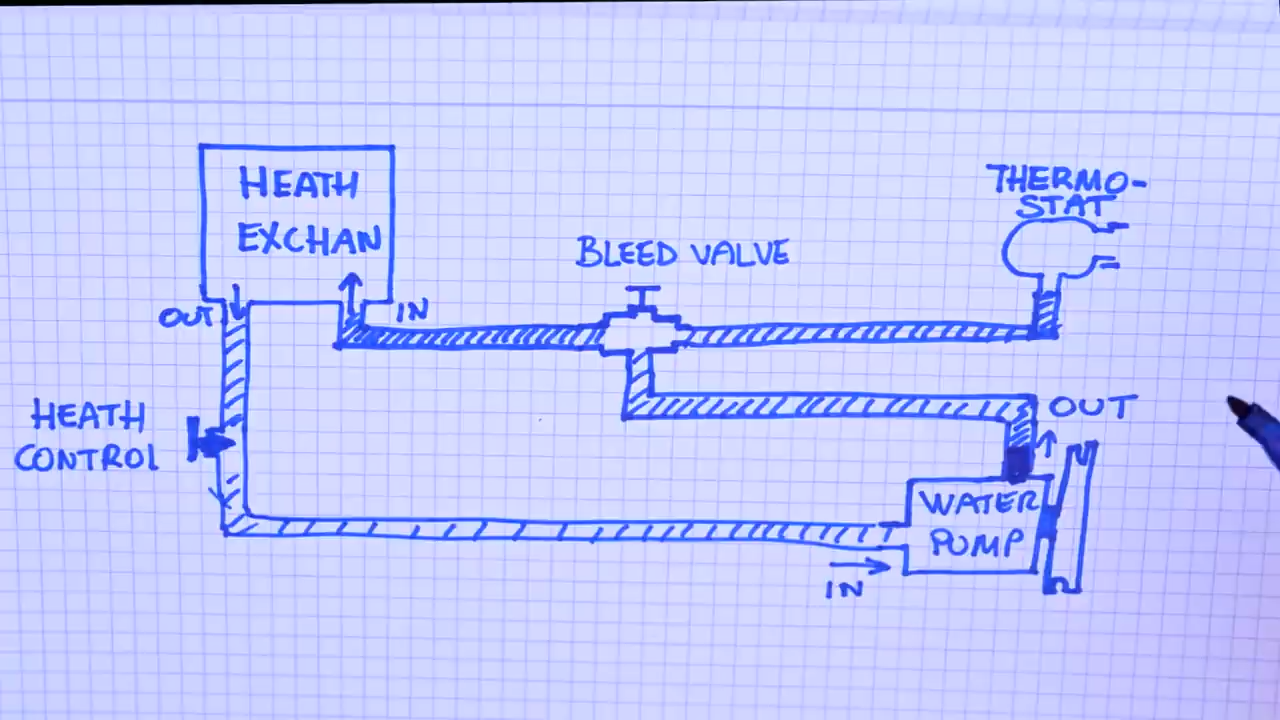 HEATH
EXCHAN
THERMO-
STAT
BLEED VALVE
OUT
IN
HEATH
CONTROL
OUT
WATER
PUMP
IN